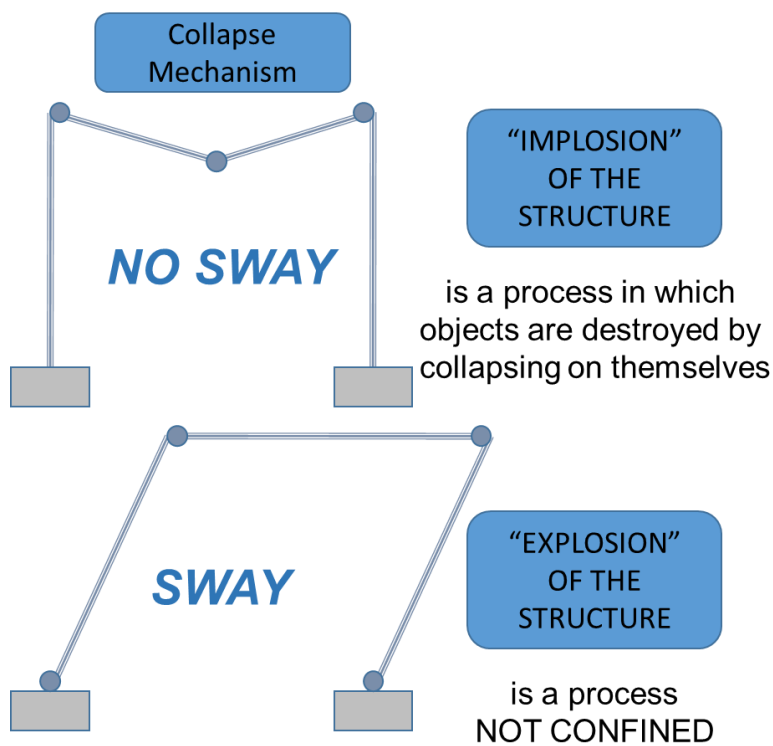 Collapse
Mechanism
“IMPLOSION”
OF THE
STRUCTURE
NO SWAY
is a process in which
objects are destroyed by
collapsing on themselves
SWAY
“EXPLOSION”
OF THE
STRUCTURE
is a process
NOT CONFINED